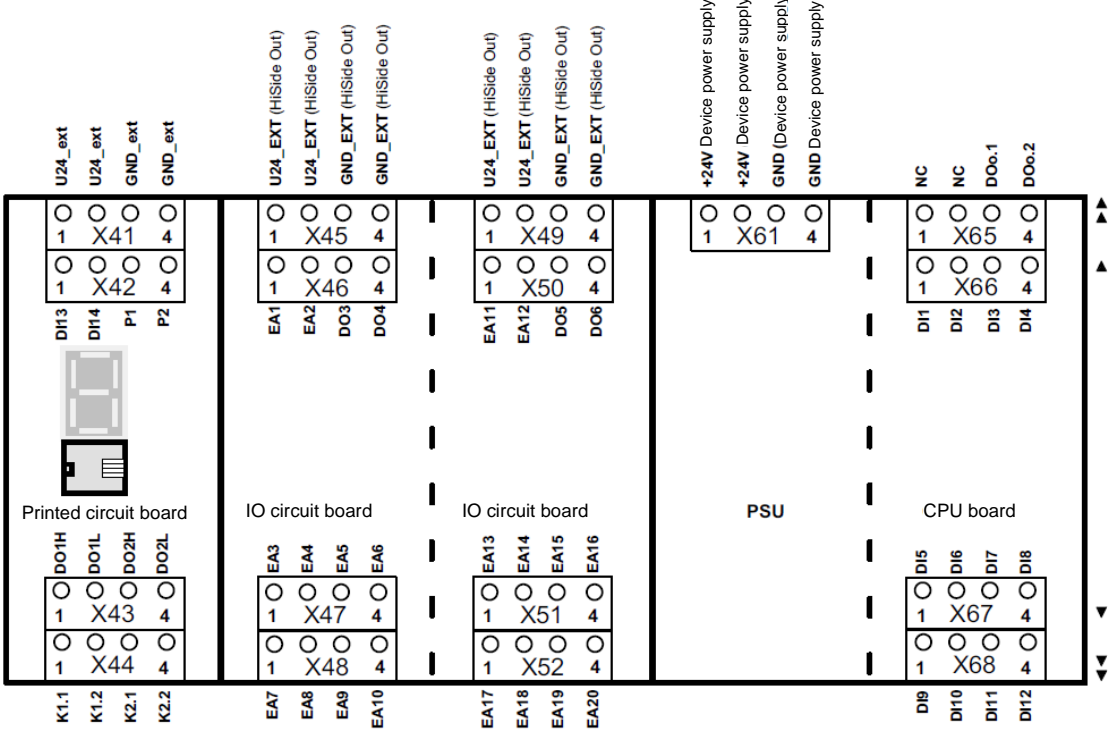 U24_ext
U24_ext
GND_ext
GND_ext
U24_EXT (HiSide Out)
U24_EXT (HiSide Out)
GND_EXT (HiSide Out)
GND_EXT (HiSide Out)
U24_EXT (HiSide Out)
U24_EXT (HiSide Out)
GND_EXT (HiSide Out)
GND_EXT (HiSide Out)
+24V Device power supply
+24V Device power supply
GND (Device power supply
GND Device power supply
NC
NC
DOo.1
DOo.2
1 X41 4
1 X45 4
1 X49 4
1 X61 4
1 X65 4
1 X42 4
1 X46 4
1 X50 4
1 X66 4
DI13
DI14
P1
P2
EA1
EA2
DO3
DO4
EA11
EA12
DO5
DO6
DI1
DI2
DI3
DI4
Printed circuit board
IO circuit board
IO circuit board
PSU
CPU board
DO1H
DO1L
DO2H
DO2L
EA3
EA4
EA5
EA6
EA13
EA14
EA15
EA16
DI5
DI6
DI7
DI8
1 X43 4
1 X47 4
1 X51 4
1 X67 4
1 X44 4
1 X48 4
1 X52 4
1 X68 4
K1.1
K1.2
K2.1
K2.2
EA7
EA8
EA9
EA10
EA17
EA18
EA19
EA20
DI9
DI10
DI11
DI12